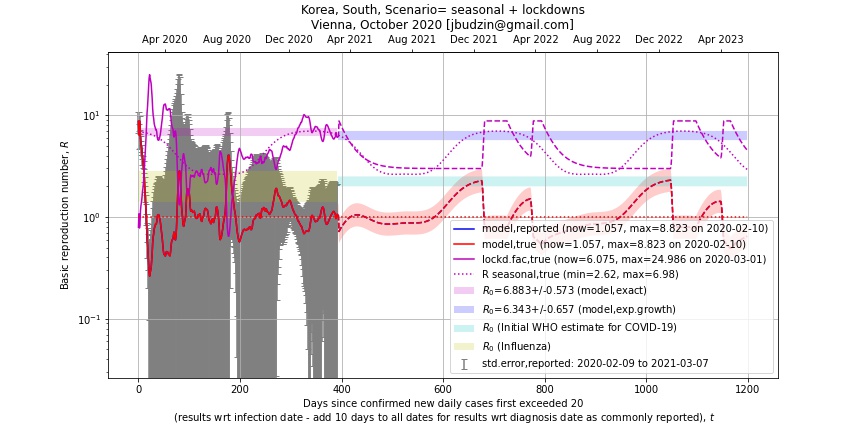 Korea, South, Scenario= seasonal + lockdowns
Vienna, October 2020 [jbudzin@gmail.com]
Apr 2020 Aug 2020 Dec 2020 Apr 2021 Aug 2021 Dec 2021 Apr 2022 Aug 2022 Dec 2022 Apr 2023
Basic reproduction number, R
10¹
10⁰
10⁻¹
model,reported (now=1.057, max=8.823 on 2020-02-10)
model,true (now=1.057, max=8.823 on 2020-02-10)
lockd.fac,true (now=6.075, max=24.986 on 2020-03-01)
R seasonal,true (min=2.62, max=6.98)
R₀=6.883+/-0.573 (model,exact)
R₀=6.343+/-0.657 (model,exp.growth)
R₀ (Initial WHO estimate for COVID-19)
R₀ (Influenza)
std.error,reported: 2020-02-09 to 2021-03-07
0 200 400 600 800 1000 1200
Days since confirmed new daily cases first exceeded 20
(results wrt infection date - add 10 days to all dates for results wrt diagnosis date as commonly reported), t